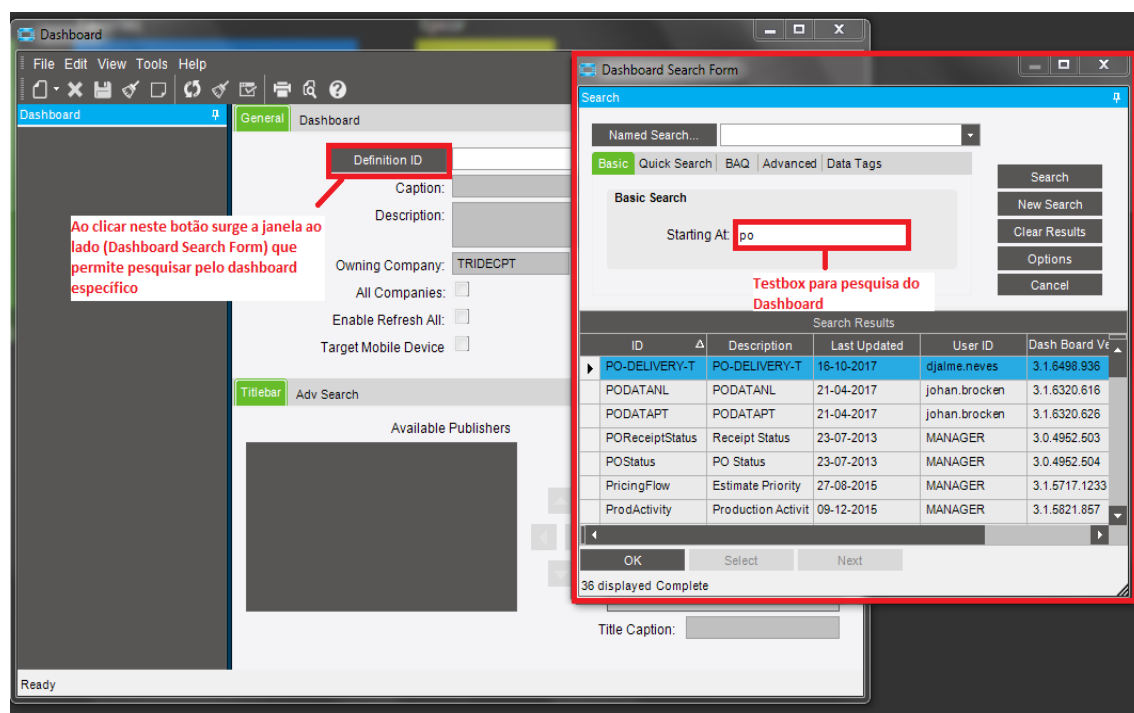 Dashboard
File Edit View Tools Help
Dashboard
General Dashboard
Definition ID
Caption:
Description:
Owning Company: TRIDECPT
All Companies:
Enable Refresh All:
Target Mobile Device
Ao clicar neste botão surge a janela ao
lado (Dashboard Search Form) que
permite pesquisar pelo dashboard
específico
Titlebar Adv Search
Available Publishers
Title Caption:
Ready
Dashboard Search Form
Search
Named Search...
Basic Quick Search BAQ Advanced Data Tags
Basic Search
Starting At: po
Testbox para pesquisa do
Dashboard
Search
New Search
Clear Results
Options
Cancel
Search Results
ID Description Last Updated User ID Dash Board Ve
PO-DELIVERY-T PO-DELIVERY-T 16-10-2017 djalme.neves 3.1.6498.936
PODATANL PODATANL 21-04-2017 johan.brocken 3.1.6320.616
PODATAPT PODATAPT 21-04-2017 johan.brocken 3.1.6320.626
POReceiptStatus Receipt Status 23-07-2013 MANAGER 3.0.4952.503
POStatus PO Status 23-07-2013 MANAGER 3.0.4952.504
PricingFlow Estimate Priority 27-08-2015 MANAGER 3.1.5717.1233
ProdActivity Production Activit 09-12-2015 MANAGER 3.1.5821.857
OK Select Next
36 displayed Complete